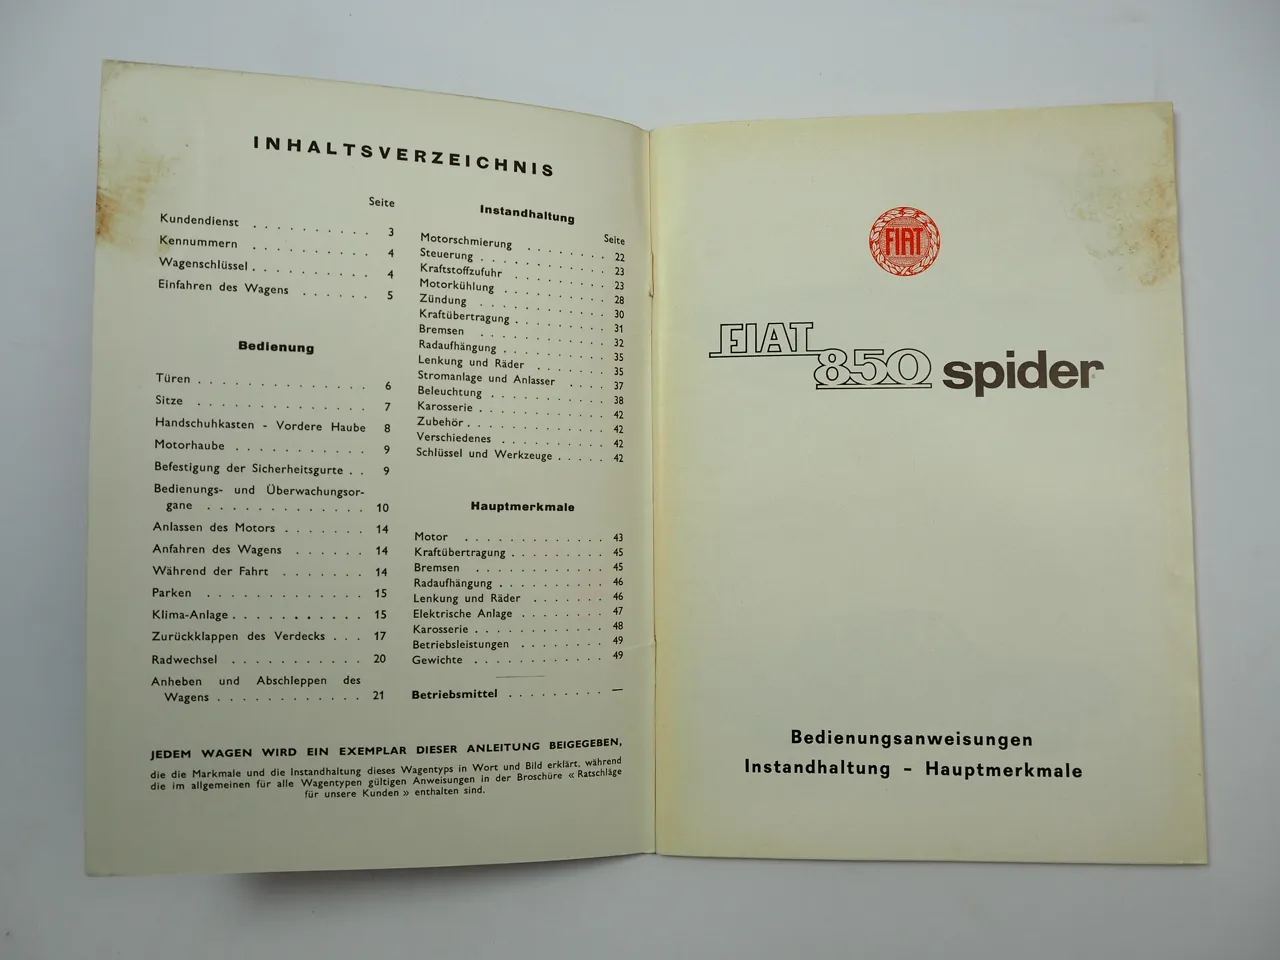 INHALTSVERZEICHNIS
Seite
Kundendienst . . . . . . . . . . 3
Kennummern . . . . . . . . . . 4
Wagenschlüssel . . . . . . . . . . 4
Einfahren des Wagens . . . . . . 5
Bedienung
Türen . . . . . . . . . . . . . 6
Sitze . . . . . . . . . . . . . 7
Handschuhkasten - Vordere Haube 8
Motorhaube . . . . . . . . . . . 9
Befestigung der Sicherheitsgurte . . 9
Bedienungs- und Überwachungsor-
gane . . . . . . . . . . . . . 10
Anlassen des Motors . . . . . . . 14
Anfahren des Wagens . . . . . . 14
Während der Fahrt . . . . . . . 14
Parken . . . . . . . . . . . . 15
Klima-Anlage . . . . . . . . . . 15
Zurückklappen des Verdecks . . . 17
Radwechsel . . . . . . . . . . . 20
Anheben und Abschleppen des
Wagens . . . . . . . . . . . . 21
Instandhaltung
Seite
Motorschmierung . . . . . . . . 22
Steuerung . . . . . . . . . . . 23
Kraftstoffzufuhr . . . . . . . . . 23
Motorkühlung . . . . . . . . . . 28
Zündung . . . . . . . . . . . 30
Kraftübertragung . . . . . . . . 31
Bremsen . . . . . . . . . . . 32
Radaufhängung . . . . . . . . . 35
Lenkung und Räder . . . . . . . 35
Stromanlage und Anlasser . . . . 37
Beleuchtung . . . . . . . . . . 38
Karosserie . . . . . . . . . . . 42
Zubehör . . . . . . . . . . . . 42
Verschiedenes . . . . . . . . . 42
Schlüssel und Werkzeuge . . . . . 42
Hauptmerkmale
Motor . . . . . . . . . . . . 43
Kraftübertragung . . . . . . . . . 45
Bremsen . . . . . . . . . . . 45
Radaufhängung . . . . . . . . . 46
Lenkung und Räder . . . . . . . 46
Elektrische Anlage . . . . . . . . 47
Karosserie . . . . . . . . . . . 48
Betriebsleistungen . . . . . . . . 49
Gewichte . . . . . . . . . . . 49
Betriebsmittel . . . . . . . . . —
JEDEM WAGEN WIRD EIN EXEMPLAR DIESER ANLEITUNG BEIGEGEBEN,
die die Markmale und die Instandhaltung dieses Wagentyps in Wort und Bild erklärt, während
die im allgemeinen für alle Wagentypen gültigen Anweisungen in der Broschüre « Ratschläge
für unsere Kunden » enthalten sind.
FIAT
FIAT 850 spider
Bedienungsanweisungen
Instandhaltung – Hauptmerkmale